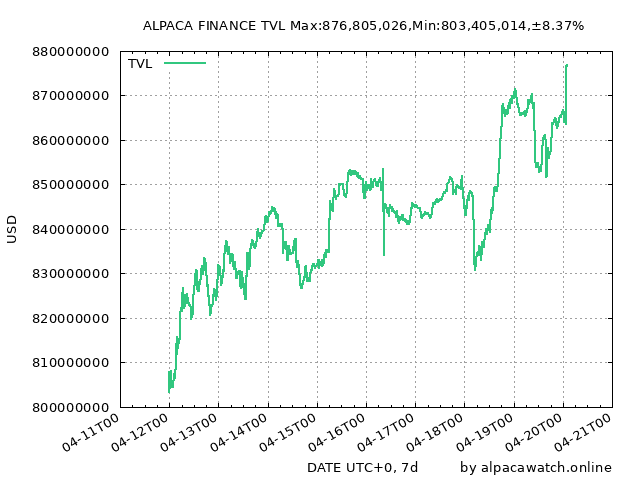 ALPACA FINANCE TVL Max:876,805,026,Min:803,405,014,±8.37%
880000000
TVL
870000000
860000000
850000000
840000000
USD
830000000
820000000
810000000
800000000
04-11T00
04-12T00
04-13T00
04-14T00
04-15T00
04-16T00
04-17T00
04-18T00
04-19T00
04-20T00
04-21T00
DATE UTC+0, 7d
by alpacawatch.online